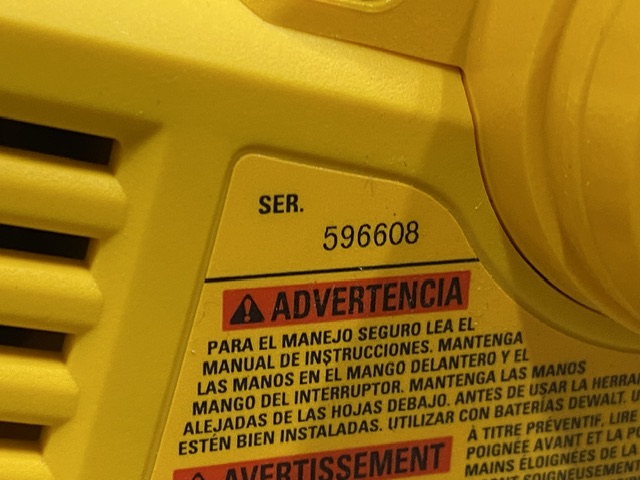 SER.
596608
ADVERTENCIA
PARA EL MANEJO SEGURO LEA EL
MANUAL DE INSTRUCCIONES. MANTENGA
LAS MANOS EN EL MANGO DELANTERO Y EL
MANGO DEL INTERRUPTOR. MANTENGA LAS MANOS
ALEJADAS DE LAS HOJAS DEBAJO. ANTES DE USAR LA
ESTÉN BIEN INSTALADAS. UTILIZAR CON BATERÍAS DEWALT.
AVERTISSEMENT
À TITRE PRÉVENTIF, LIRE
POIGNÉE AVANT ET LA
MAINS ÉLOIGNÉES DE LA
SOIGNEUSEMENT